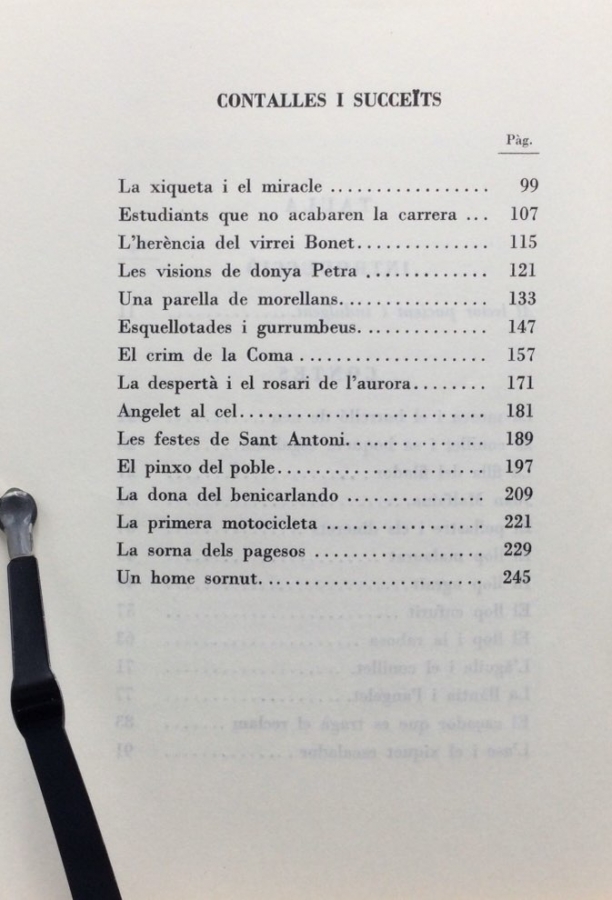 CONTALLES I SUCCEÏTS
Pàg.
La xiqueta i el miracle ................. 99
Estudiants que no acabaren la carrera ... 107
L'herència del virrei Bonet.............. 115
Les visions de donya Petra ............. 121
Una parella de morellans................ 133
Esquellotades i gurrumbeus.............. 147
El crim de la Coma .................... 157
La despertà i el rosari de l'aurora........ 171
Angelet al cel.......................... 181
Les festes de Sant Antoni................ 189
El pinxo del poble...................... 197
La dona del benicarlando ............... 209
La primera motocicleta ................. 221
La sorna dels pagesos .................. 229
Un home sornut........................ 245